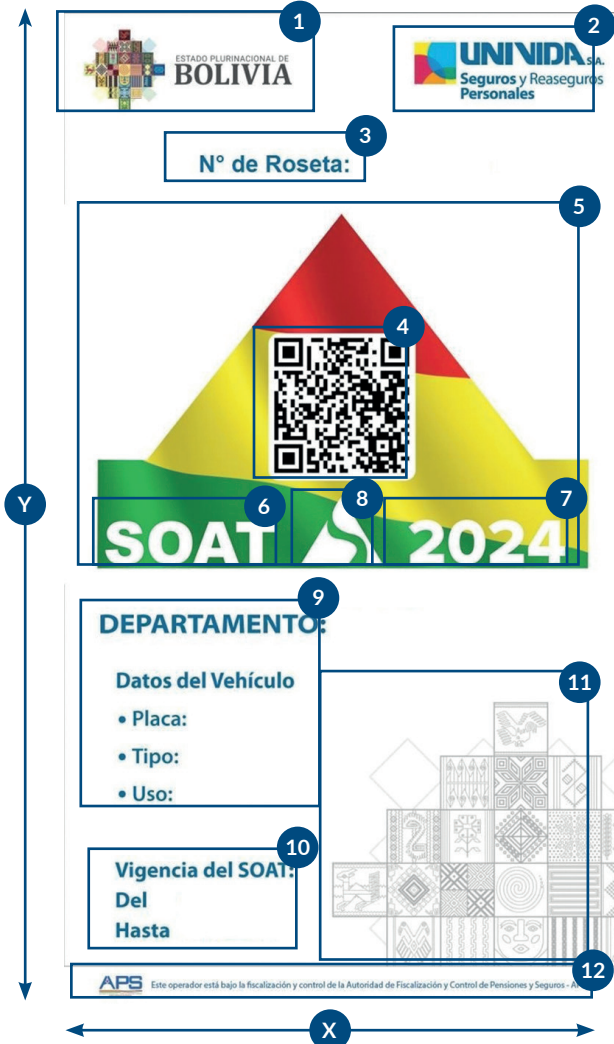 1
2
ESTADO PLURINACIONAL DE
BOLIVIA
UNIVIDA S.A.
Seguros y Reaseguros
Personales
3
N° de Roseta:
5
4
Y
6
8
7
SOAT
2024
9
DEPARTAMENTO:
Datos del Vehículo
• Placa:
• Tipo:
• Uso:
11
10
Vigencia del SOAT:
Del
Hasta
12
APS Este operador está bajo la fiscalización y control de la Autoridad de Fiscalización y Control de Pensiones y Seguros -
X